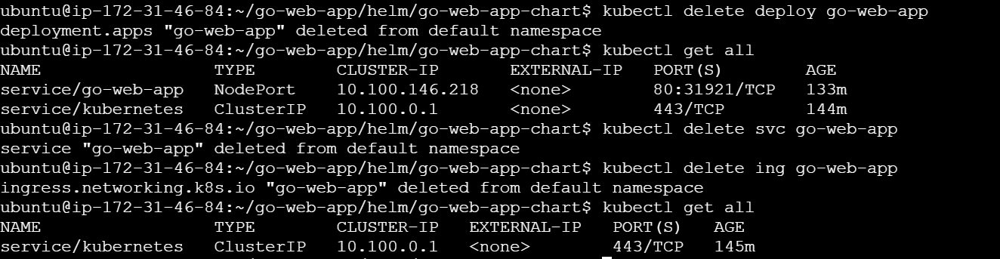 ubuntu@ip-172-31-46-84:~/go-web-app/helm/go-web-app-chart$ kubectl delete deploy go-web-app
deployment.apps "go-web-app" deleted from default namespace
ubuntu@ip-172-31-46-84:~/go-web-app/helm/go-web-app-chart$ kubectl get all
NAME                 TYPE        CLUSTER-IP       EXTERNAL-IP   PORT(S)        AGE
service/go-web-app   NodePort    10.100.146.218   <none>        80:31921/TCP   133m
service/kubernetes   ClusterIP   10.100.0.1       <none>        443/TCP        144m
ubuntu@ip-172-31-46-84:~/go-web-app/helm/go-web-app-chart$ kubectl delete svc go-web-app
service "go-web-app" deleted from default namespace
ubuntu@ip-172-31-46-84:~/go-web-app/helm/go-web-app-chart$ kubectl delete ing go-web-app
ingress.networking.k8s.io "go-web-app" deleted from default namespace
ubuntu@ip-172-31-46-84:~/go-web-app/helm/go-web-app-chart$ kubectl get all
NAME                 TYPE        CLUSTER-IP   EXTERNAL-IP   PORT(S)   AGE
service/kubernetes   ClusterIP   10.100.0.1   <none>        443/TCP   145m